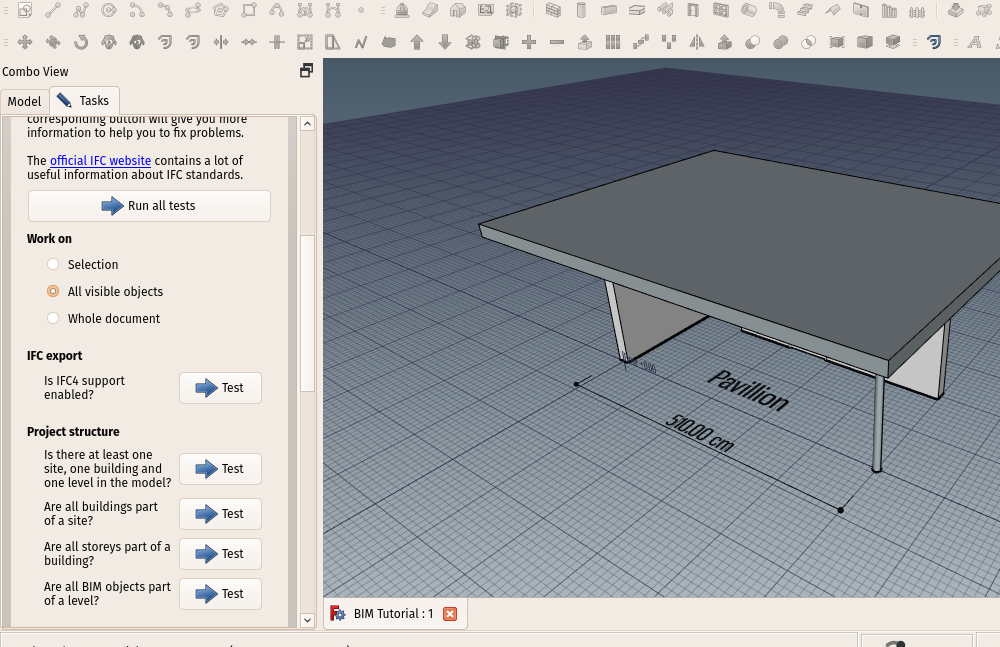 Combo View
Model
Tasks
corresponding button will give you more
information to help you to fix problems.
The official IFC website contains a lot of
useful information about IFC standards.
Run all tests
Work on
Selection
All visible objects
Whole document
IFC export
Is IFC4 support
enabled?
Test
Project structure
Is there at least one
site, one building and
one level in the model?
Test
Are all buildings part
of a site?
Test
Are all storeys part of a
building?
Test
Are all BIM objects part
of a level?
Test
Pavillion
510.00 cm
BIM Tutorial : 1